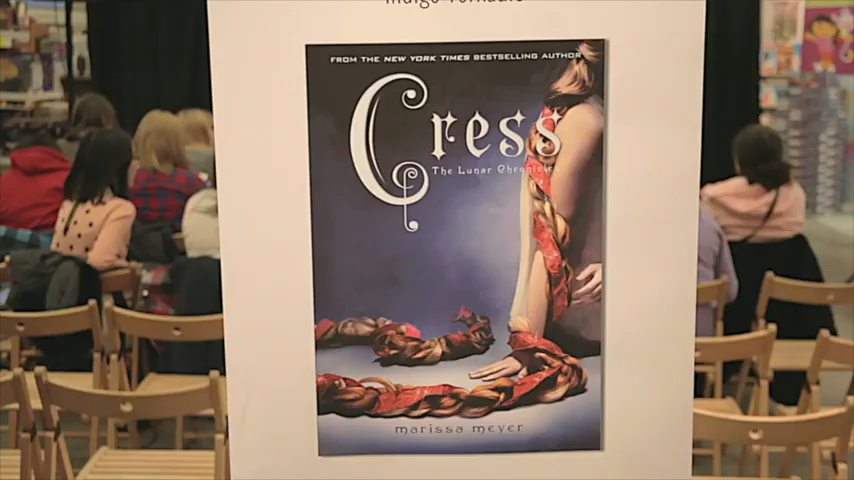 FROM THE NEW YORK TIMES BESTSELLING AUTHOR
Cress
The Lunar Chronicles
marissa meyer